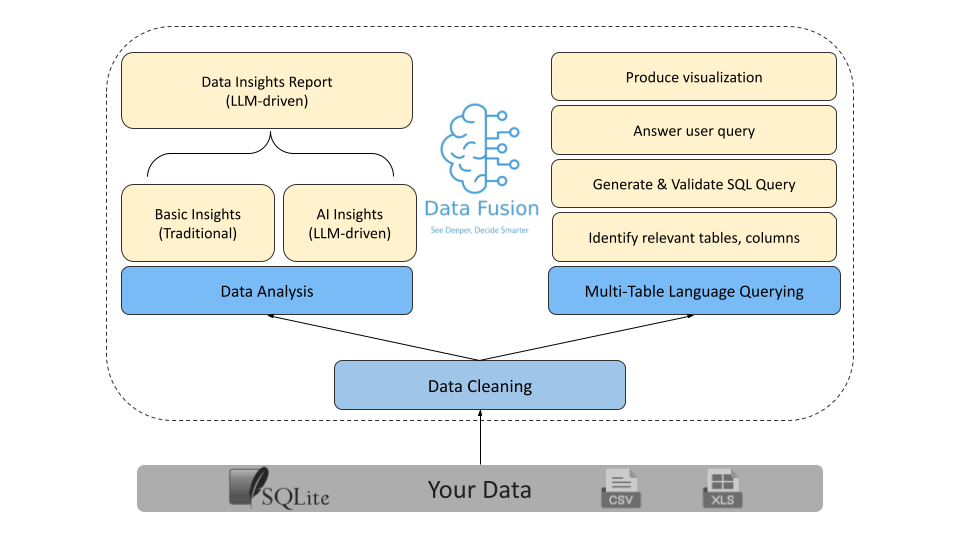 Data Insights Report
(LLM-driven)
Basic Insights
(Traditional)
AI Insights
(LLM-driven)
Data Analysis
Data Fusion
See Deeper, Decide Smarter
Produce visualization
Answer user query
Generate & Validate SQL Query
Identify relevant tables, columns
Multi-Table Language Querying
Data Cleaning
SQLite
Your Data
CSV
XLS